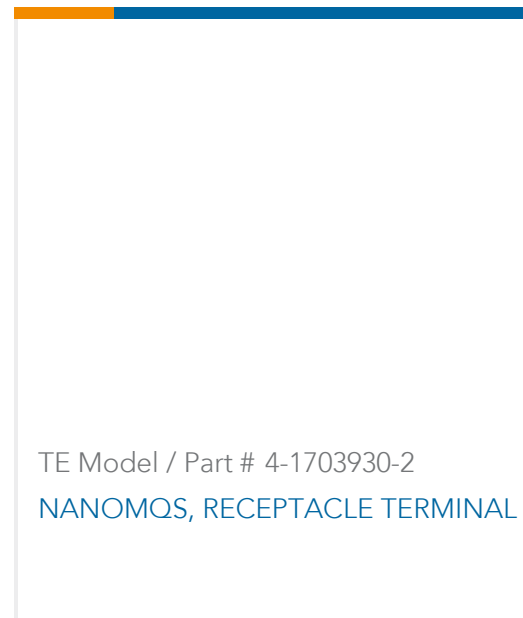 TE Model / Part # 4-1703930-2
NANOMQS, RECEPTACLE TERMINAL